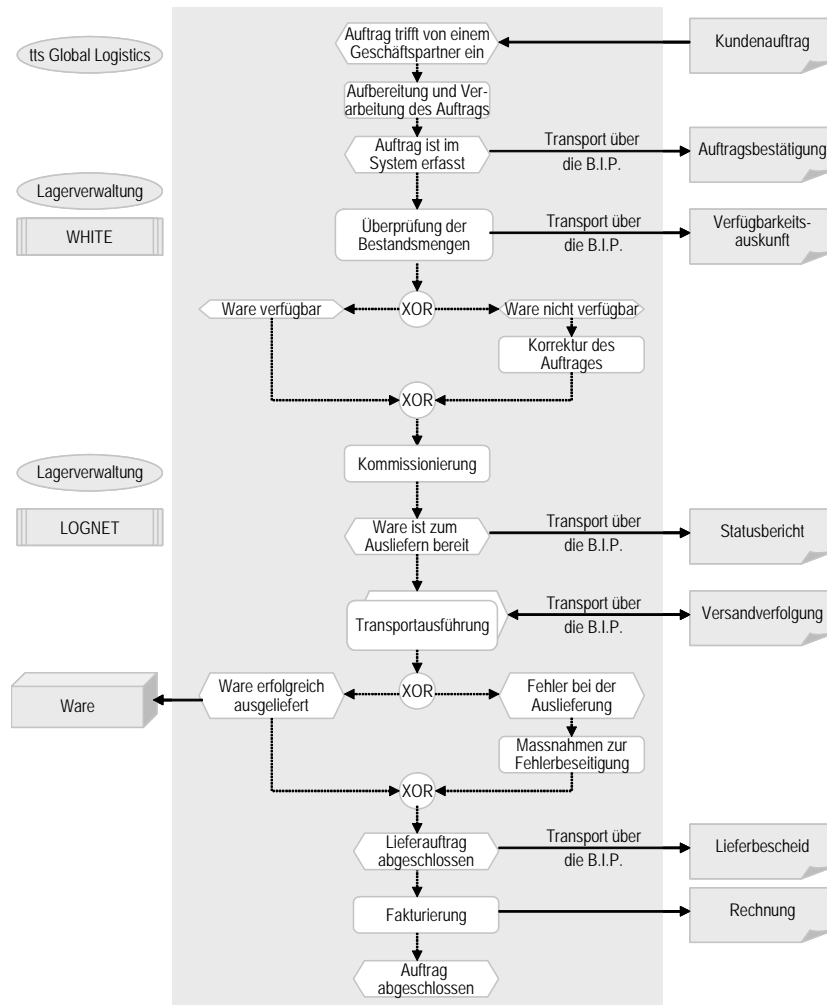 Auftrag trifft von einem
Geschäftspartner ein
Kundenauftrag
tts Global Logistics
Aufbereitung und Ver-
arbeitung des Auftrags
Auftrag ist im
System erfasst
Transport über
die B.I.P.
Auftragsbestätigung
Lagerverwaltung
WHITE
Überprüfung der
Bestandsmengen
Transport über
die B.I.P.
Verfügbarkeits-
auskunft
Ware verfügbar
XOR
Ware nicht verfügbar
Korrektur des
Auftrages
XOR
Lagerverwaltung
Kommissionierung
LOGNET
Ware ist zum
Ausliefern bereit
Transport über
die B.I.P.
Statusbericht
Transportausführung
Transport über
die B.I.P.
Versandverfolgung
Ware
Ware erfolgreich
ausgeliefert
XOR
Fehler bei der
Auslieferung
Massnahmen zur
Fehlerbeseitigung
XOR
Lieferauftrag
abgeschlossen
Transport über
die B.I.P.
Lieferbescheid
Fakturierung
Rechnung
Auftrag
abgeschlossen